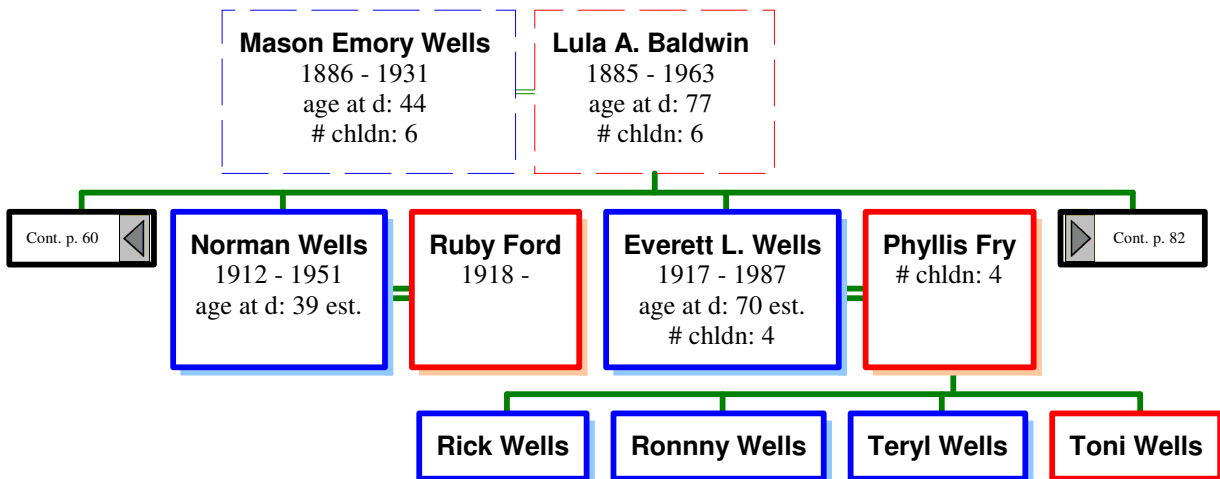 Mason Emory Wells
1886 - 1931
age at d: 44
# chldn: 6
Lula A. Baldwin
1885 - 1963
age at d: 77
# chldn: 6
Cont. p. 60
Norman Wells
1912 - 1951
age at d: 39 est.
Ruby Ford
1918 -
Everett L. Wells
1917 - 1987
age at d: 70 est.
# chldn: 4
Phyllis Fry
# chldn: 4
Cont. p. 82
Rick Wells
Ronnny Wells
Teryl Wells
Toni Wells